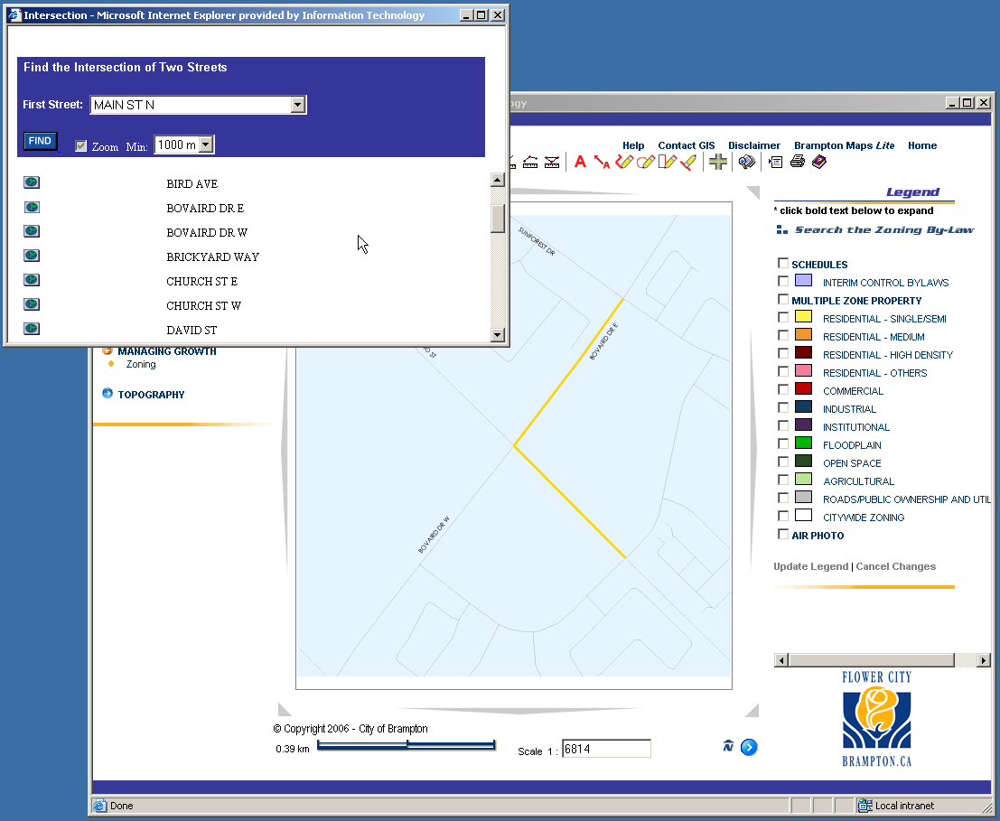 Intersection - Microsoft Internet Explorer provided by Information Technology
Find the Intersection of Two Streets
First Street: MAIN ST N
FIND Zoom Min: 1000 m
BIRD AVE
BOVAIRD DR E
BOVAIRD DR W
BRICKYARD WAY
CHURCH ST E
CHURCH ST W
DAVID ST
ogy
Help Contact GIS Disclaimer Brampton Maps Lite Home
A A
MANAGING GROWTH
Zoning
TOPOGRAPHY
SUNFOREST DR
BOVAIRD DR E
O ST
BOVAIRD DR W
Legend
* click bold text below to expand
Search the Zoning By-Law
SCHEDULES
INTERIM CONTROL BYLAWS
MULTIPLE ZONE PROPERTY
RESIDENTIAL - SINGLE/SEMI
RESIDENTIAL - MEDIUM
RESIDENTIAL - HIGH DENSITY
RESIDENTIAL - OTHERS
COMMERCIAL
INDUSTRIAL
INSTITUTIONAL
FLOODPLAIN
OPEN SPACE
AGRICULTURAL
ROADS/PUBLIC OWNERSHIP AND UTIL
CITYWIDE ZONING
AIR PHOTO
Update Legend | Cancel Changes
FLOWER CITY
BRAMPTON.CA
© Copyright 2006 - City of Brampton
0.39 km
Scale 1 : 6814
N
Done
Local intranet